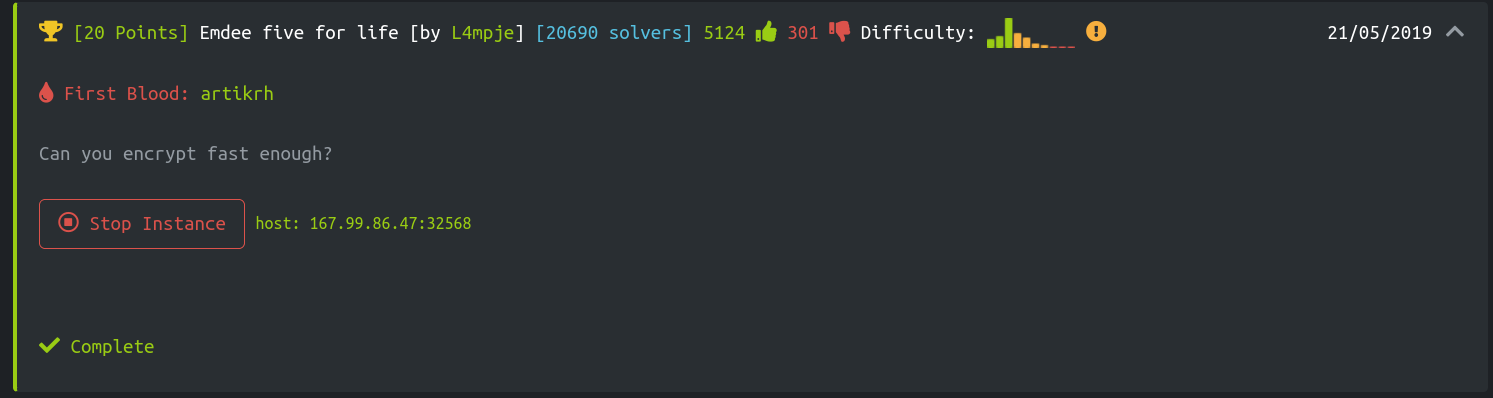 [20 Points] Emdee five for life [by L4mpje] [20690 solvers] 5124 301 Difficulty: 21/05/2019
First Blood: artikrh
Can you encrypt fast enough?
Stop Instance host: 167.99.86.47:32568
Complete